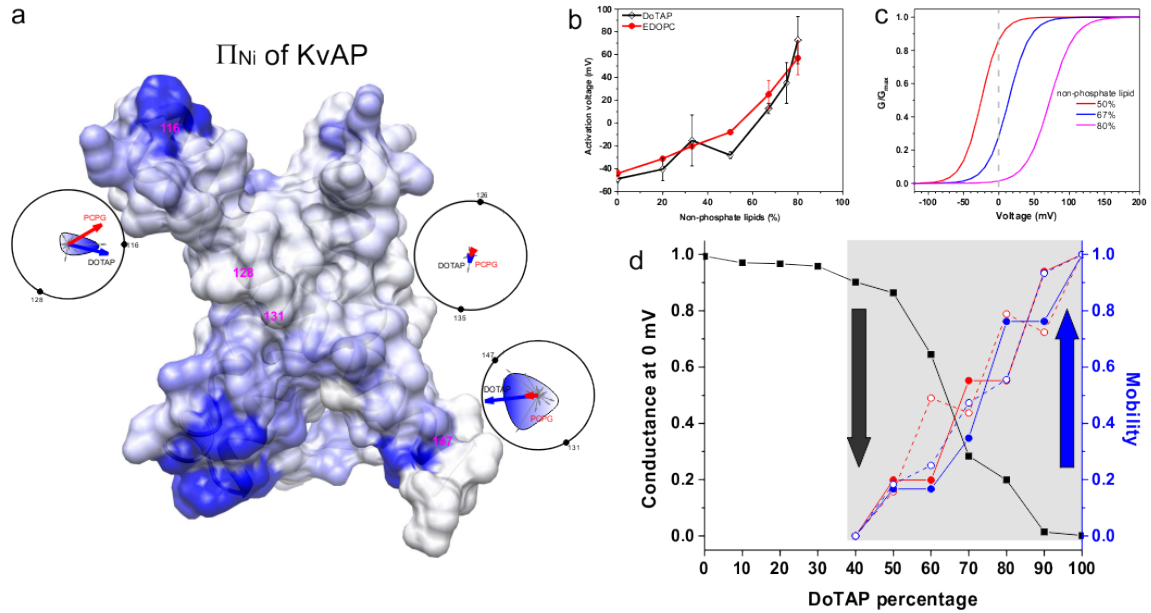 a
ΠNi of KvAP
116
128
131
147
PCPG
DOTAP
116
128
126
DOTAP
PCPG
135
147
DOTAP
PCPG
131
b
DoTAP
EDOPC
Activation voltage (mV)
100
80
60
40
20
0
-20
-40
-60
0 20 40 60 80 100
Non-phosphate lipids (%)
c
G/Gmax
1.0
0.8
0.6
0.4
0.2
0.0
non-phosphate lipid
50%
67%
80%
-100 -50 0 50 100 150 200
Voltage (mV)
d
Conductance at 0 mV
1.0
0.8
0.6
0.4
0.2
0.0
1.0
0.8
0.6
0.4
0.2
0.0
Mobility
0 10 20 30 40 50 60 70 80 90 100
DoTAP percentage